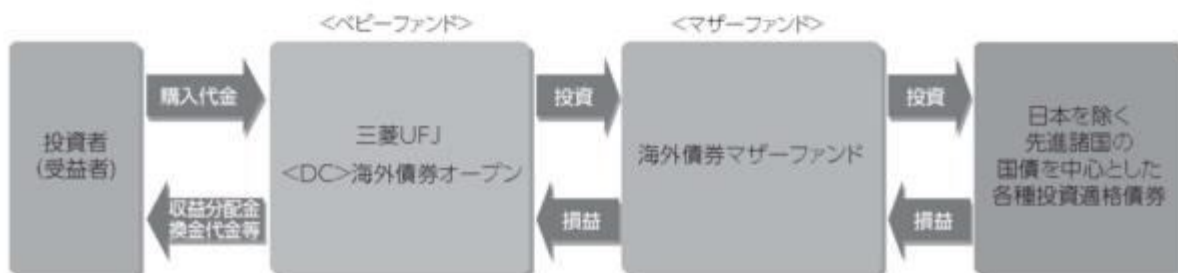 <ベビーファンド>
<マザーファンド>
投資者
(受益者)
購入代金
収益分配金
換金代金等
三菱UFJ
<DC>海外債券オープン
投資
損益
海外債券マザーファンド
投資
損益
日本を除く
先進諸国の
国債を中心とした
各種投資適格債券